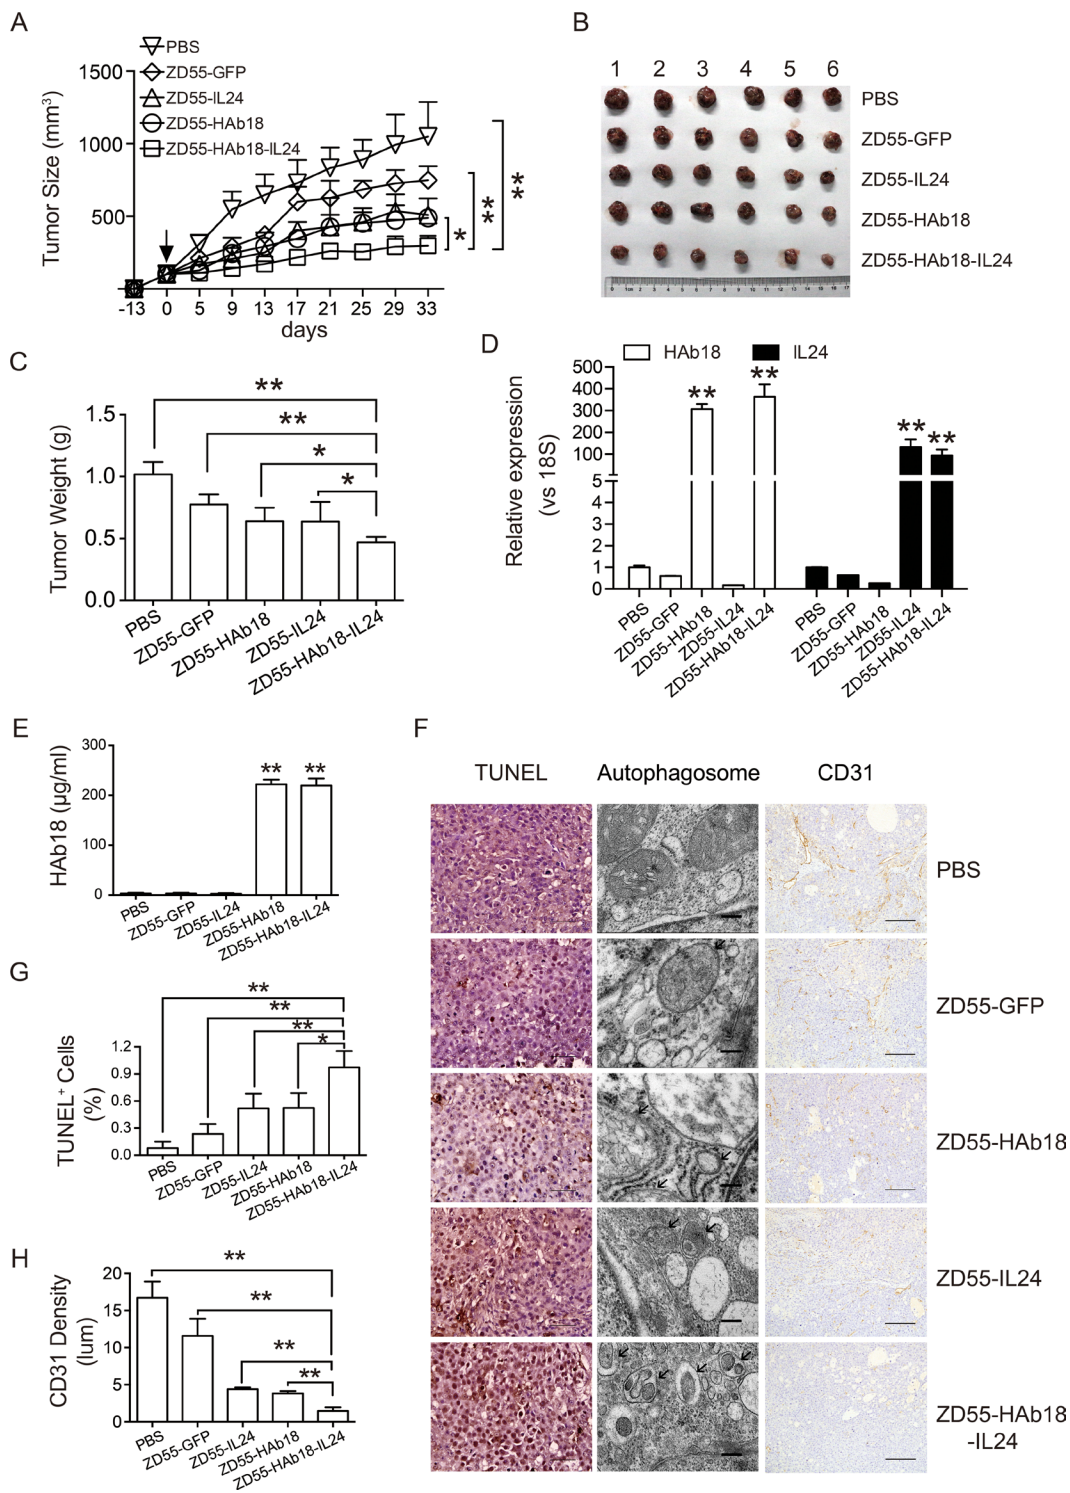 A
PBS
ZD55-GFP
ZD55-IL24
ZD55-HAb18
ZD55-HAb18-IL24
Tumor Size (mm³)
1500
1000
500
-13 0 5 9 13 17 21 25 29 33
days
**
**
*
B
1 2 3 4 5 6
PBS
ZD55-GFP
ZD55-IL24
ZD55-HAb18
ZD55-HAb18-IL24
C
Tumor Weight (g)
1.5
1.0
0.5
0.0
**
**
*
*
PBS
ZD55-GFP
ZD55-HAb18
ZD55-IL24
ZD55-HAb18-IL24
D
HAb18 IL24
Relative expression
(vs 18S)
500
400
300
200
100
5
4
3
2
1
0
** ** ** **
PBS
ZD55-GFP
ZD55-HAb18
ZD55-IL24
ZD55-HAb18-IL24
PBS
ZD55-GFP
ZD55-HAb18
ZD55-IL24
ZD55-HAb18-IL24
E
HAb18 (μg/ml)
300
200
100
0
** **
PBS
ZD55-GFP
ZD55-IL24
ZD55-HAb18
ZD55-HAb18-IL24
F
TUNEL Autophagosome CD31
PBS
ZD55-GFP
ZD55-HAb18
ZD55-IL24
ZD55-HAb18
-IL24
G
TUNEL⁺ Cells
(%)
1.2
0.9
0.6
0.3
0.0
**
**
**
*
PBS
ZD55-GFP
ZD55-IL24
ZD55-HAb18
ZD55-HAb18-IL24
H
CD31 Density
(lum)
20
15
10
5
0
**
**
**
**
PBS
ZD55-GFP
ZD55-IL24
ZD55-HAb18
ZD55-HAb18-IL24